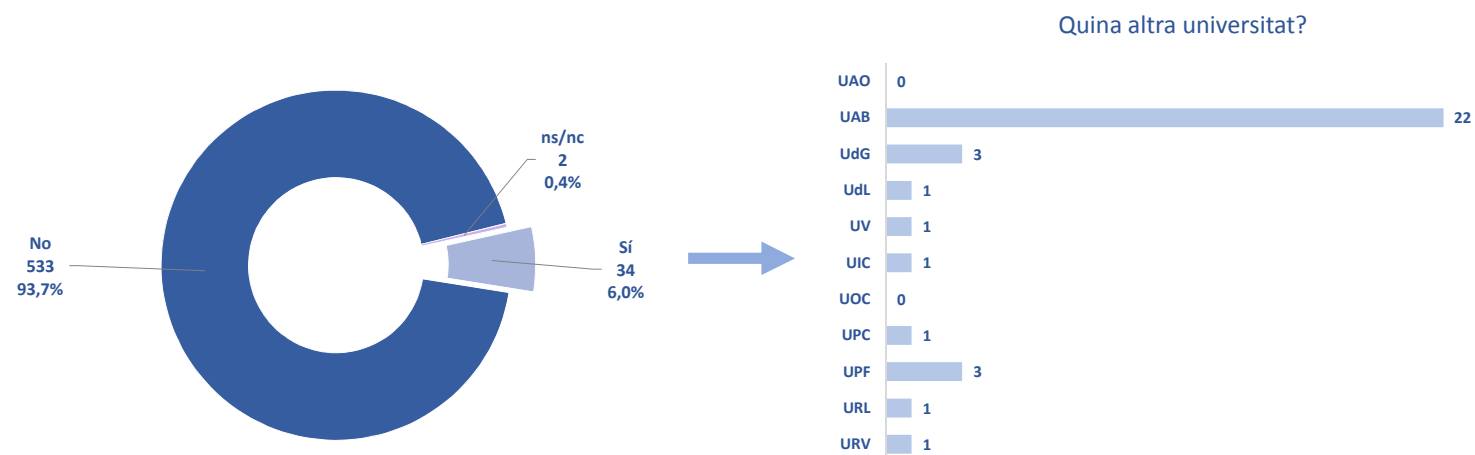 Quina altra universitat?
No
533
93,7%
ns/nc
2
0,4%
Sí
34
6,0%
UAO 0
UAB 22
UdG 3
UdL 1
UV 1
UIC 1
UOC 0
UPC 1
UPF 3
URL 1
URV 1